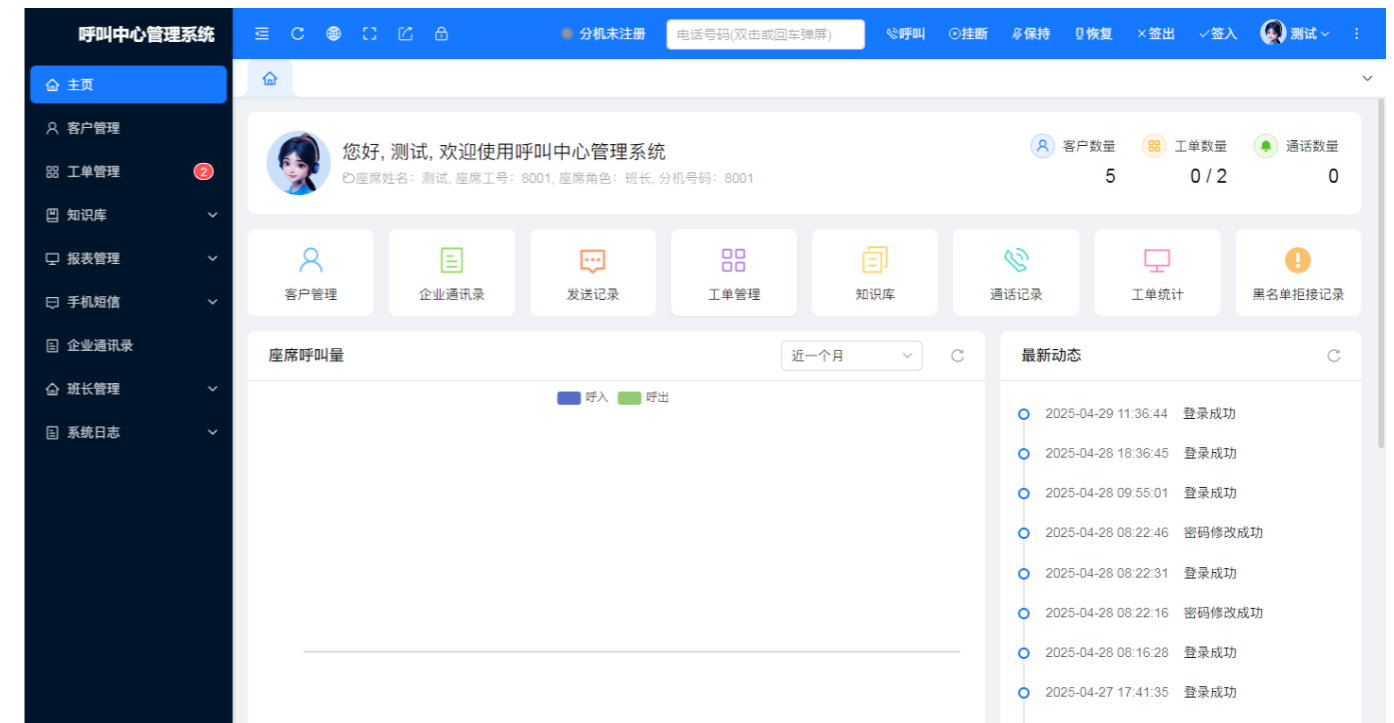 呼叫中心管理系统
分机未注册 电话号码(双击或回车弹屏) 呼叫 挂断 保持 恢复 签出 签入 测试
主页
客户管理
工单管理 2
知识库
报表管理
手机短信
企业通讯录
班长管理
系统日志
您好, 测试, 欢迎使用呼叫中心管理系统
座席姓名: 测试, 座席工号: 8001, 座席角色: 班长, 分机号码: 8001
客户数量 工单数量 通话数量
5 0 / 2 0
客户管理 企业通讯录 发送记录 工单管理 知识库 通话记录 工单统计 黑名单拒接记录
座席呼叫量 近一个月
呼入 呼出
最新动态
2025-04-29 11:36:44 登录成功
2025-04-28 18:36:45 登录成功
2025-04-28 09:55:01 登录成功
2025-04-28 08:22:46 密码修改成功
2025-04-28 08:22:31 登录成功
2025-04-28 08:22:16 密码修改成功
2025-04-28 08:16:28 登录成功
2025-04-27 17:41:35 登录成功